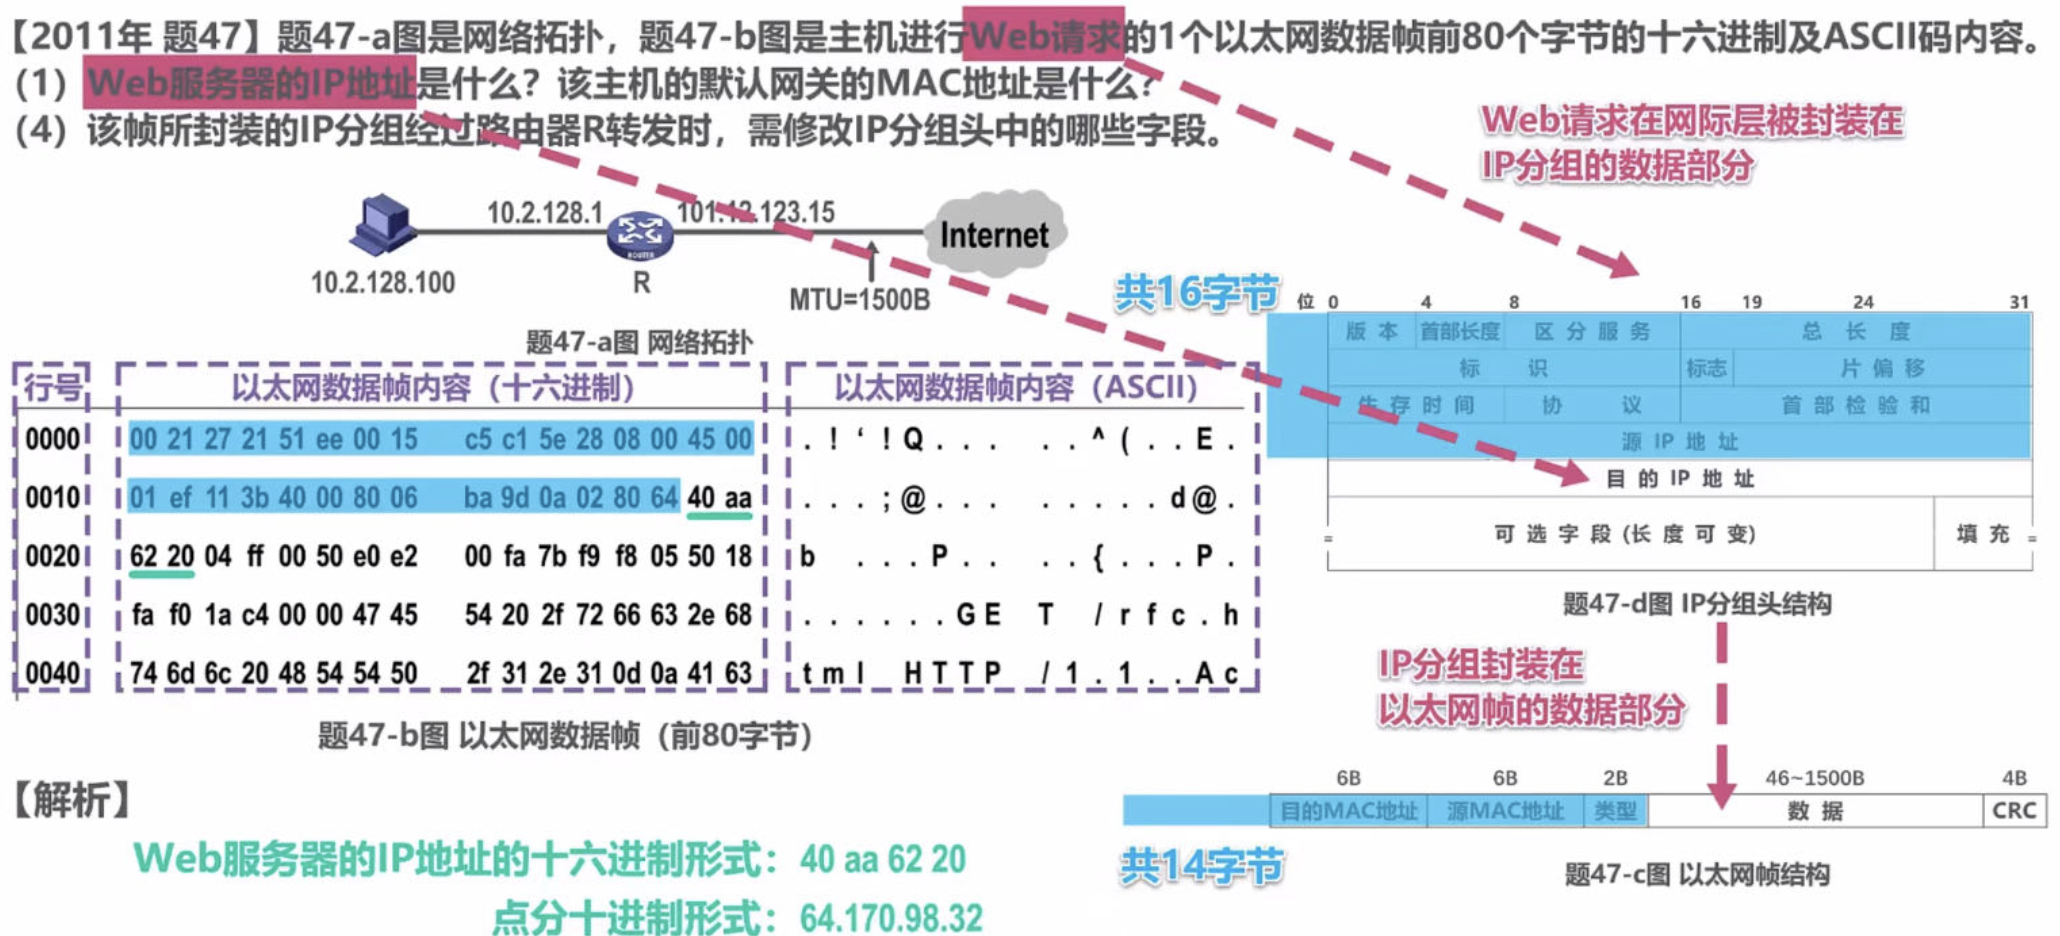 【2011年 题47】题47-a图是网络拓扑，题47-b图是主机进行Web请求的1个以太网数据帧前80个字节的十六进制及ASCII码内容。
（1）Web服务器的IP地址是什么？该主机的默认网关的MAC地址是什么？
（4）该帧所封装的IP分组经过路由器R转发时，需修改IP分组头中的哪些字段。
Web请求在网际层被封装在
IP分组的数据部分
10.2.128.1
101.12.123.15
Internet
ROUTER
10.2.128.100
R
MTU=1500B
题47-a图 网络拓扑
共16字节
位 0 4 8 16 19 24 31
版本 首部长度 区分服务 总长度
标识 标志 片偏移
生存时间 协议 首部检验和
源IP地址
目的IP地址
可选字段(长度可变) 填充
题47-d图 IP分组头结构
行号 以太网数据帧内容（十六进制） 以太网数据帧内容（ASCII）
0000 00 21 27 21 51 ee 00 15 c5 c1 5e 28 08 00 45 00 . ! ‘ ! Q . . . . . ^ ( . . E .
0010 01 ef 11 3b 40 00 80 06 ba 9d 0a 02 80 64 40 aa . . . ; @ . . . . . . . . d @ .
0020 62 20 04 ff 00 50 e0 e2 00 fa 7b f9 f8 05 50 18 b . . . P . . . . { . . . P .
0030 fa f0 1a c4 00 00 47 45 54 20 2f 72 66 63 2e 68 . . . . . . G E T / r f c . h
0040 74 6d 6c 20 48 54 54 50 2f 31 2e 31 0d 0a 41 63 t m l H T T P / 1 . 1 . . A c
题47-b图 以太网数据帧（前80字节）
IP分组封装在
以太网帧的数据部分
6B 6B 2B 46~1500B 4B
目的MAC地址 源MAC地址 类型 数据 CRC
共14字节
题47-c图 以太网帧结构
【解析】
Web服务器的IP地址的十六进制形式：40 aa 62 20
点分十进制形式：64.170.98.32